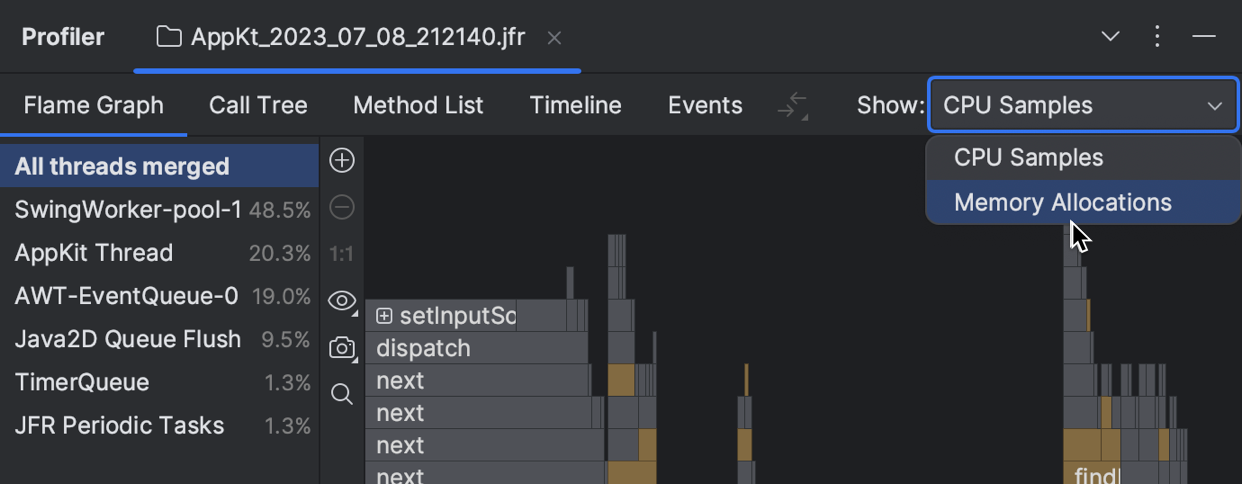 Profiler
AppKt_2023_07_08_212140.jfr
Flame Graph
Call Tree
Method List
Timeline
Events
Show:
CPU Samples
CPU Samples
Memory Allocations
All threads merged
SwingWorker-pool-1 48.5%
AppKit Thread 20.3%
AWT-EventQueue-0 19.0%
Java2D Queue Flush 9.5%
TimerQueue 1.3%
JFR Periodic Tasks 1.3%
1:1
setInputSo
dispatch
next
next
next
next
find